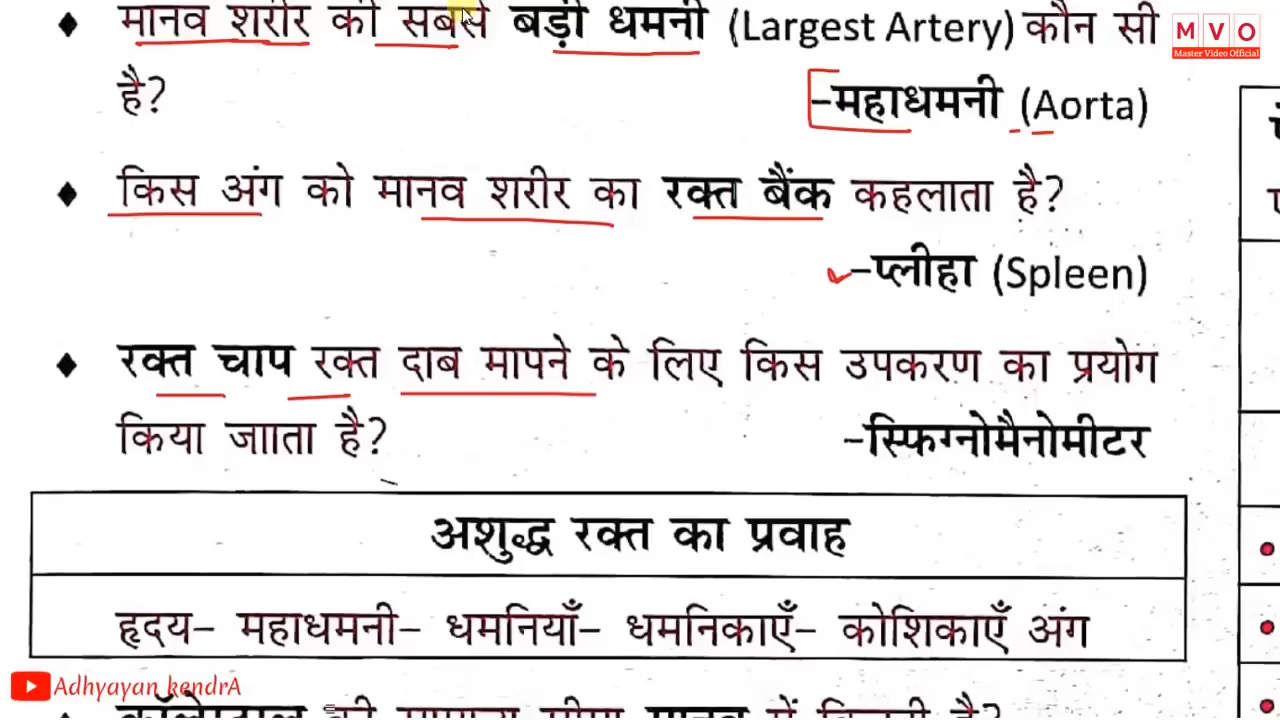 ♦ मानव शरीर की सबसे बड़ी धमनी (Largest Artery) कौन सी
है? -महाधमनी (Aorta)
♦ किस अंग को मानव शरीर का रक्त बैंक कहलाता है?
-प्लीहा (Spleen)
♦ रक्त चाप रक्त दाब मापने के लिए किस उपकरण का प्रयोग
किया जााता है? -स्फिग्नोमैनोमीटर
अशुद्ध रक्त का प्रवाह
हृदय- महाधमनी- धमनियाँ- धमनिकाएँ- कोशिकाएँ अंग
में कितनी है?
MVO
Master Video Official
Adhyayan kendrA